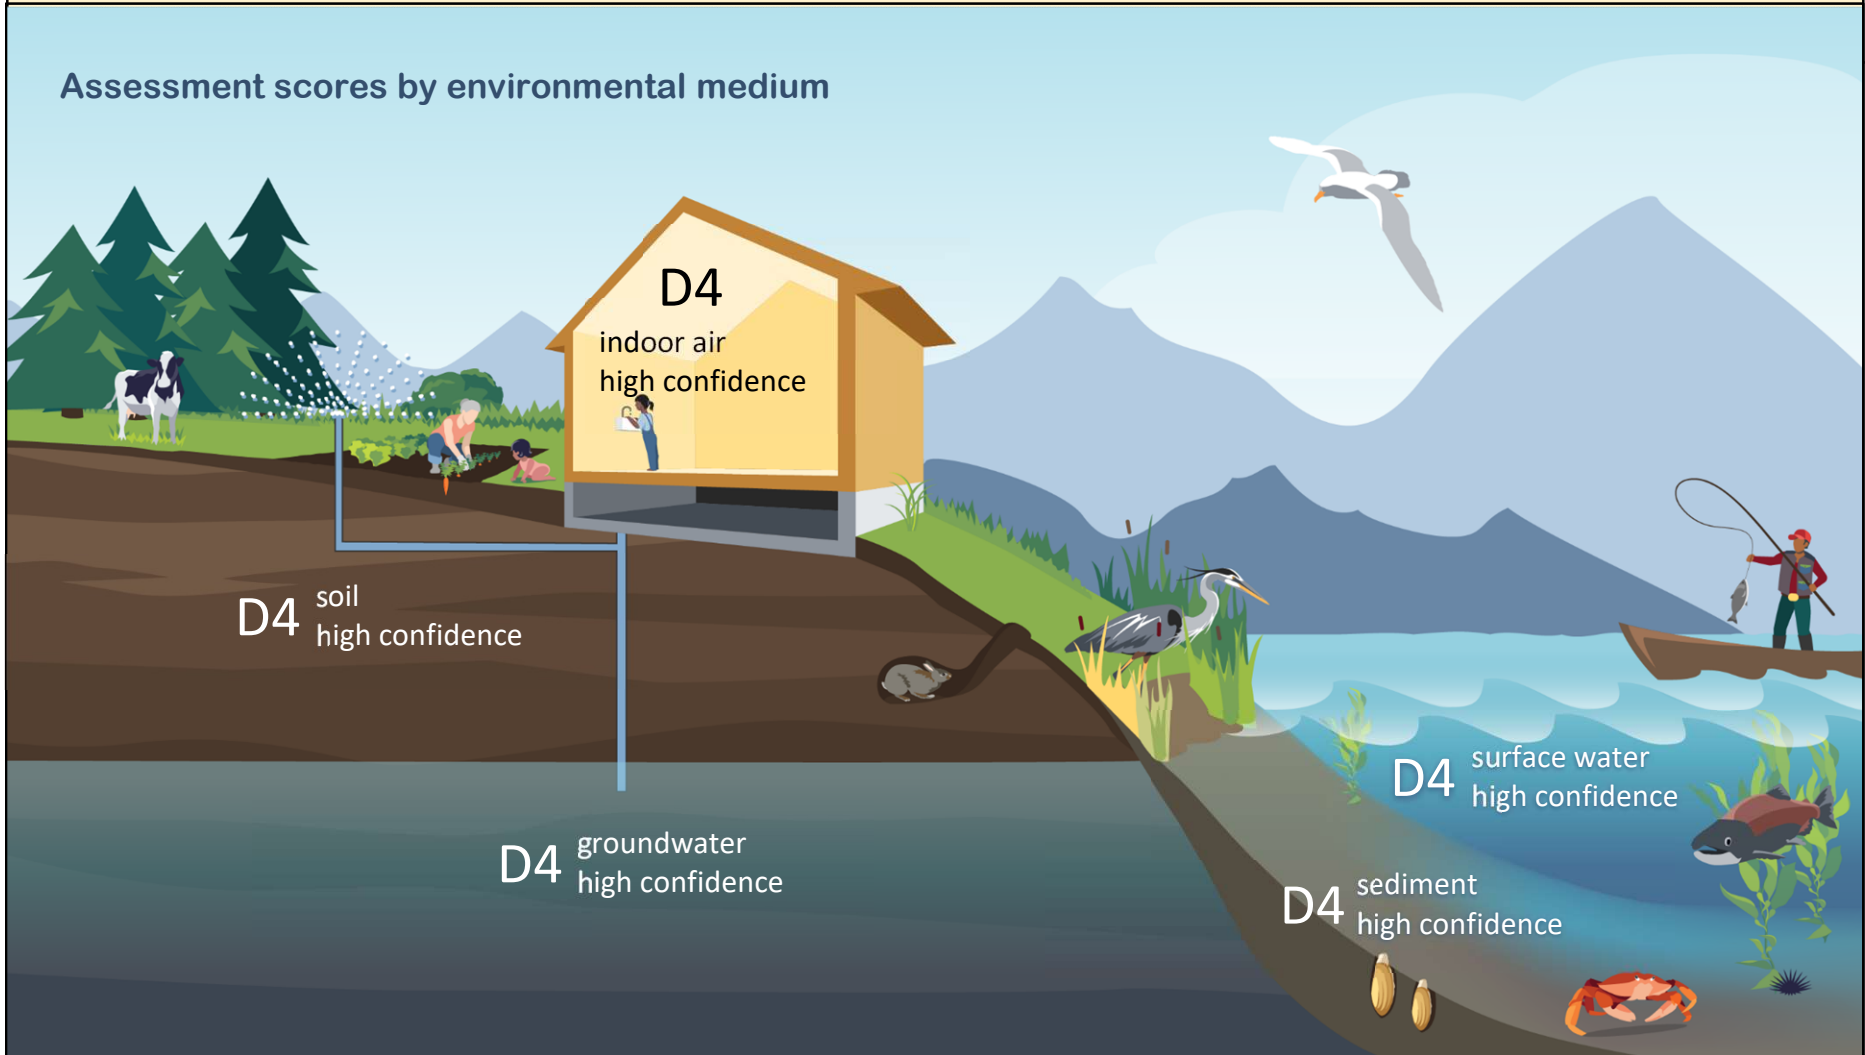 Assessment scores by environmental medium
D4
indoor air
high confidence
D4
soil
high confidence
D4
surface water
high confidence
D4
groundwater
high confidence
D4
sediment
high confidence